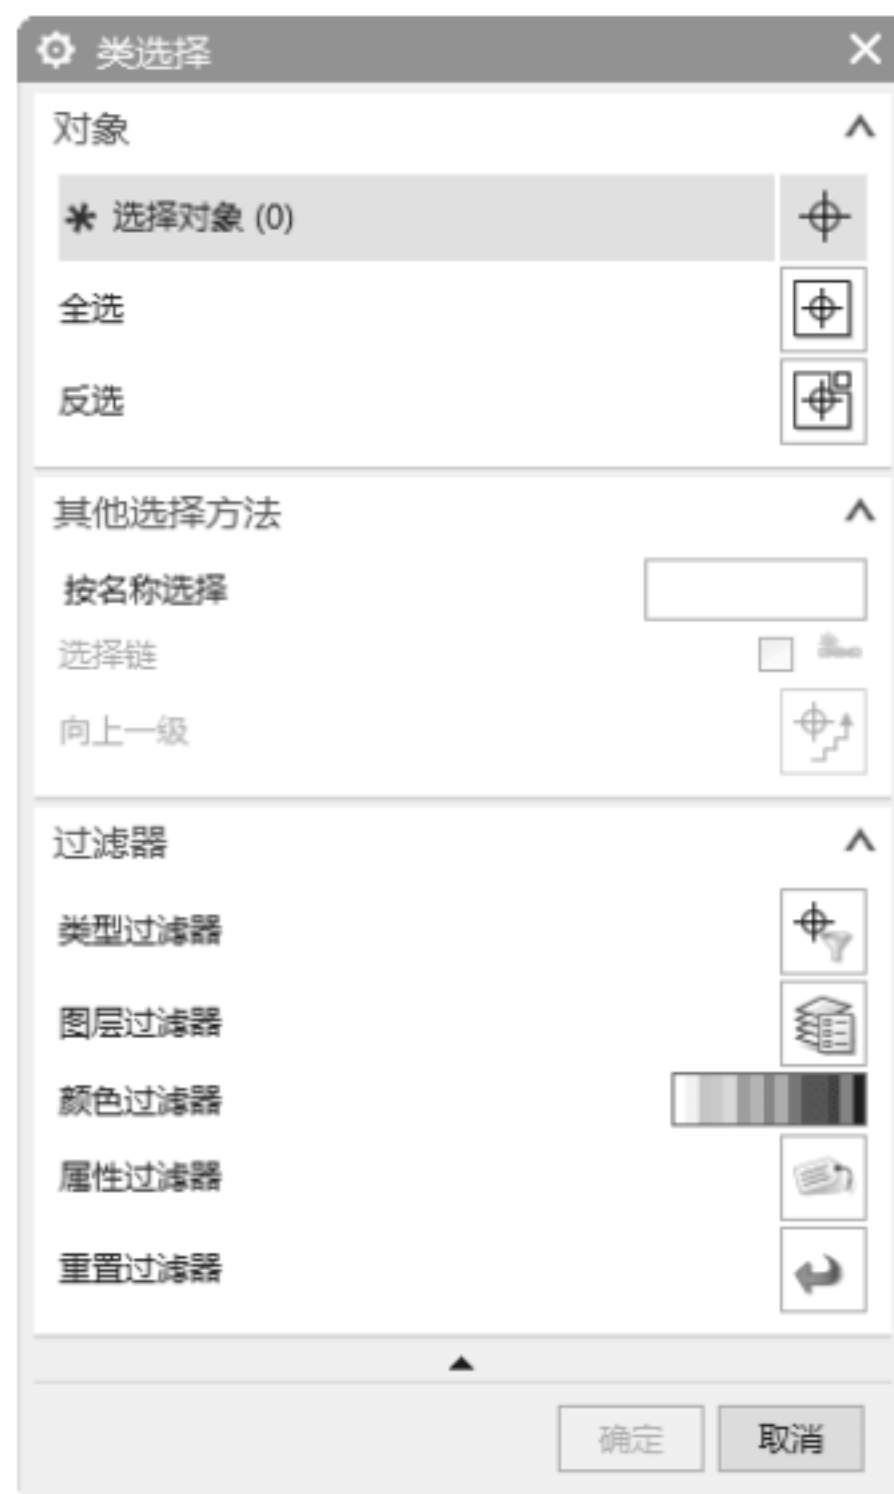 类选择
对象
* 选择对象 (0)
全选
反选
其他选择方法
按名称选择
选择链
向上一级
过滤器
类型过滤器
图层过滤器
颜色过滤器
属性过滤器
重置过滤器
确定 取消